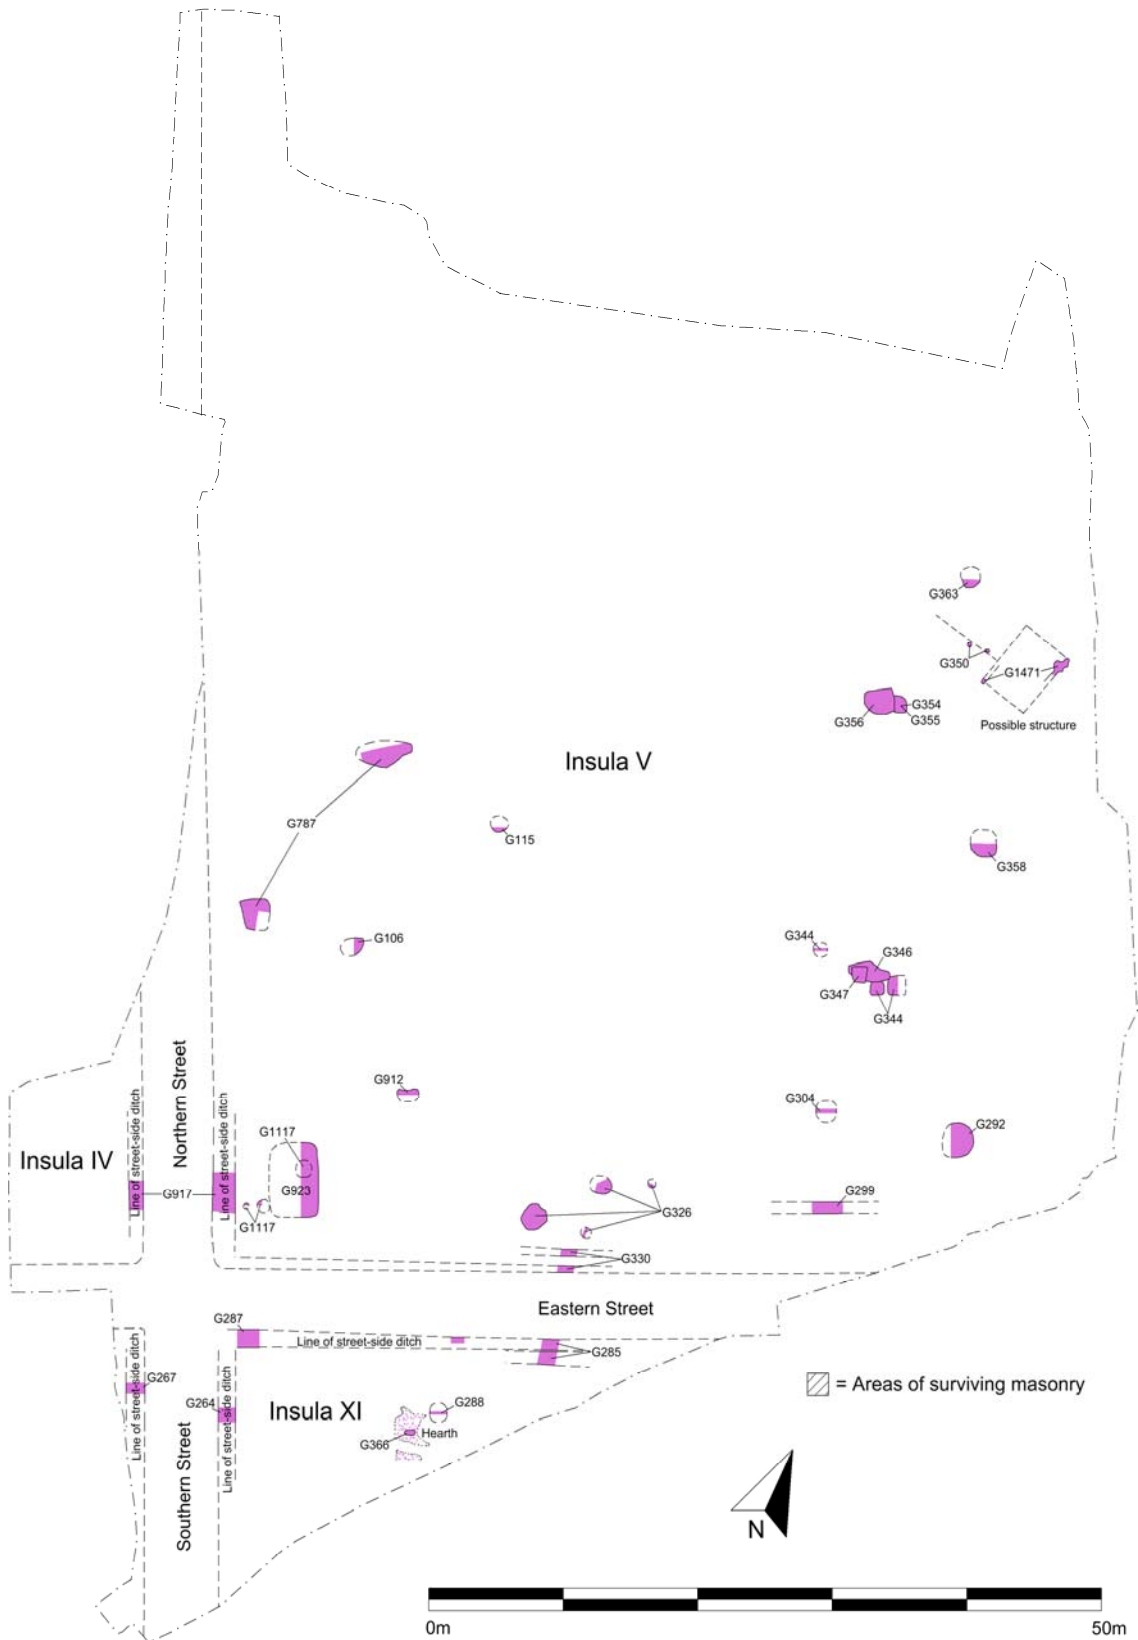 G363
G350
G1471
G354
G356
G355
Possible structure
Insula V
G787
G115
G358
G106
G344
G346
G347
G344
Northern Street
G912
G304
Line of street-side ditch
Line of street-side ditch
G1117
G292
Insula IV
G923
G917
G299
G1117
G326
G330
Eastern Street
G287
Line of street-side ditch
G285
G267
Line of street-side ditch
Line of street-side ditch
= Areas of surviving masonry
G264
Insula XI
G288
Hearth
G366
Southern Street
N
0m
50m